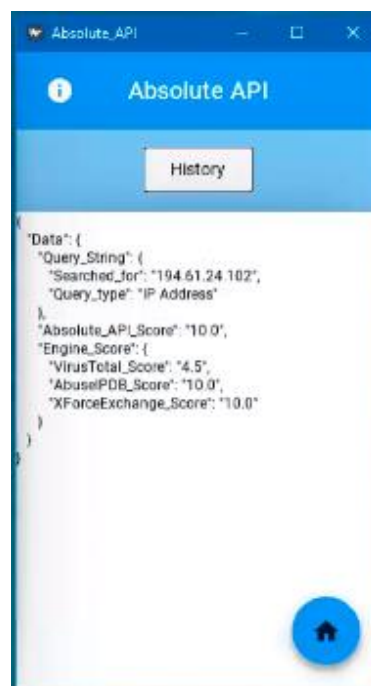 Absolute_API
Absolute API
History
{
"Data": {
"Query_String": {
"Searched_for": "194.61.24.102",
"Query_type": "IP Address"
},
"Absolute_API_Score": "10.0",
"Engine_Score": {
"VirusTotal_Score": "4.5",
"AbuseIPDB_Score": "10.0",
"XForceExchange_Score": "10.0"
}
}
}